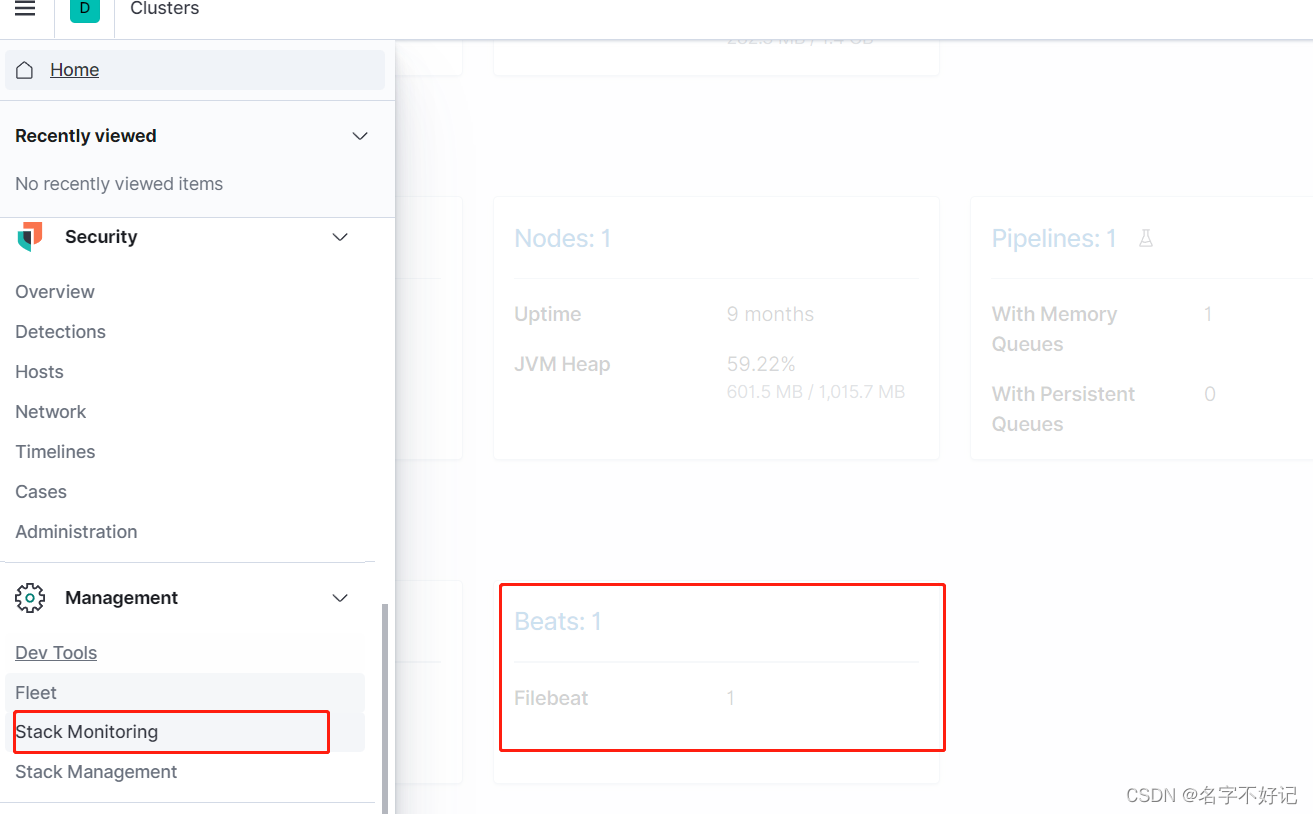 D
Clusters
Home
Recently viewed
No recently viewed items
Security
Overview
Detections
Hosts
Network
Timelines
Cases
Administration
Management
Dev Tools
Fleet
Stack Monitoring
Stack Management
Nodes: 1
Uptime 9 months
JVM Heap 59.22%
601.5 MB / 1,015.7 MB
Pipelines: 1
With Memory 1
Queues
With Persistent 0
Queues
Beats: 1
Filebeat 1
CSDN @名字不好记